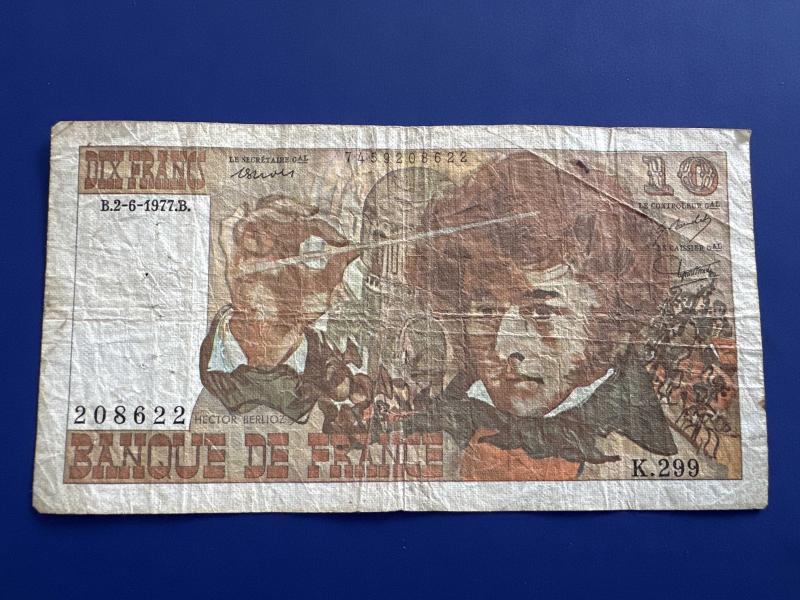 DIX FRANCS
LE SECRÉTAIRE GAL
7459208622
10
B.2-6-1977.B.
LE CONTROLEUR GAL
LE CAISSIER GAL
208622
HECTOR BERLIOZ
BANQUE DE FRANCE
K.299